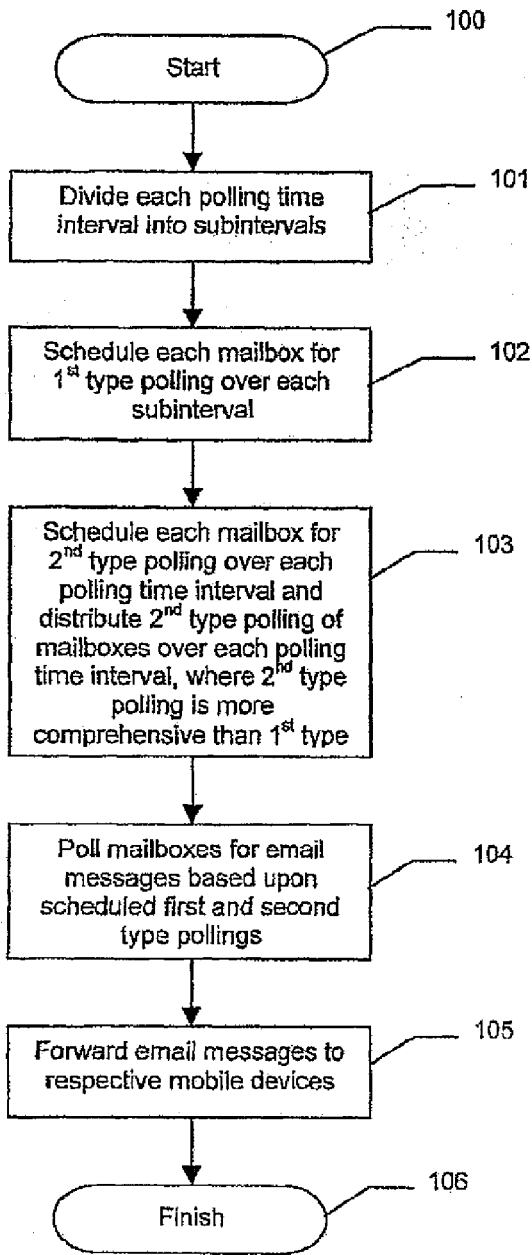 100
Start
101
Divide each polling time
interval into subintervals
102
Schedule each mailbox for
1st type polling over each
subinterval
103
Schedule each mailbox for
2nd type polling over each
polling time interval and
distribute 2nd type polling of
mailboxes over each polling
time interval, where 2nd type
polling is more
comprehensive than 1st type
104
Poll mailboxes for email
messages based upon
scheduled first and second
type pollings
105
Forward email messages to
respective mobile devices
106
Finish